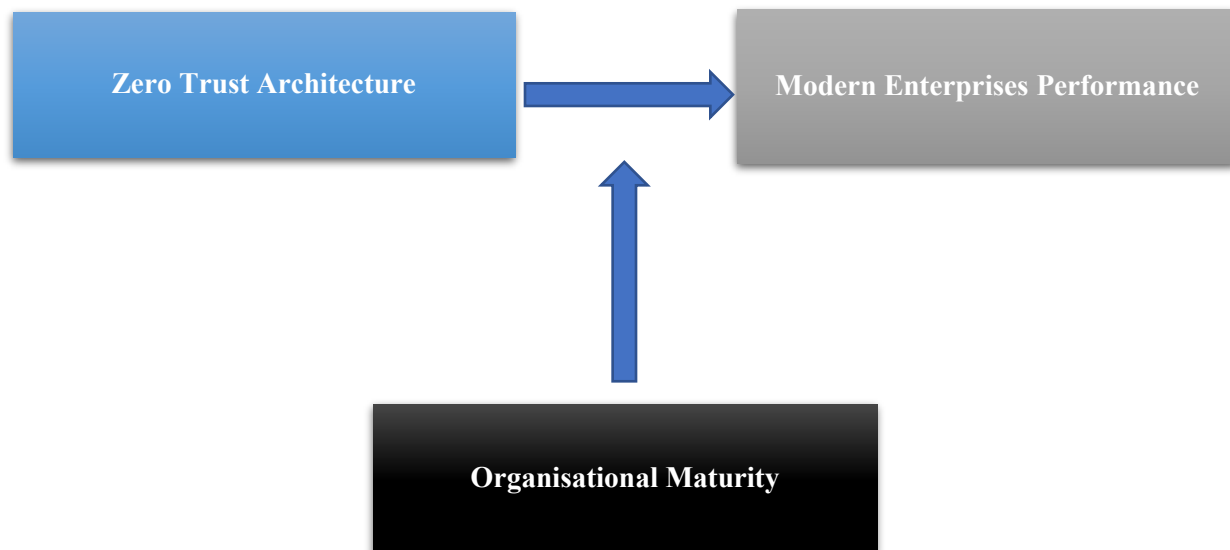 Zero Trust Architecture
Modern Enterprises Performance
Organisational Maturity